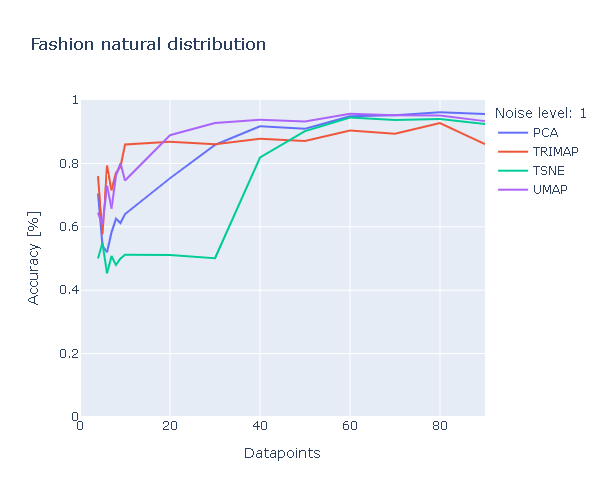 Fashion natural distribution
Noise level: 1
PCA
TRIMAP
TSNE
UMAP
Accuracy [%]
1
0.8
0.6
0.4
0.2
0
0
20
40
60
80
Datapoints